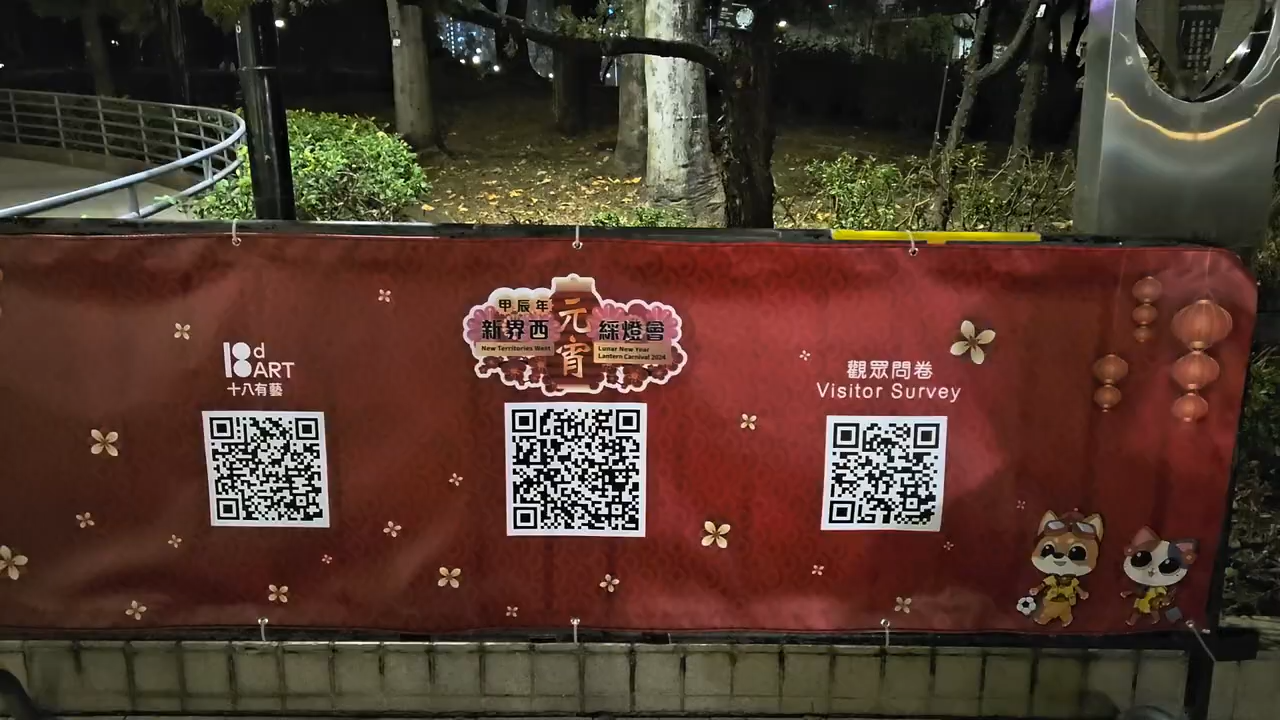 18dART
十八有藝
甲辰年
新界西
New Territories West
元宵
綵燈會
Lunar New Year
Lantern Carnival 2024
觀眾問卷
Visitor Survey